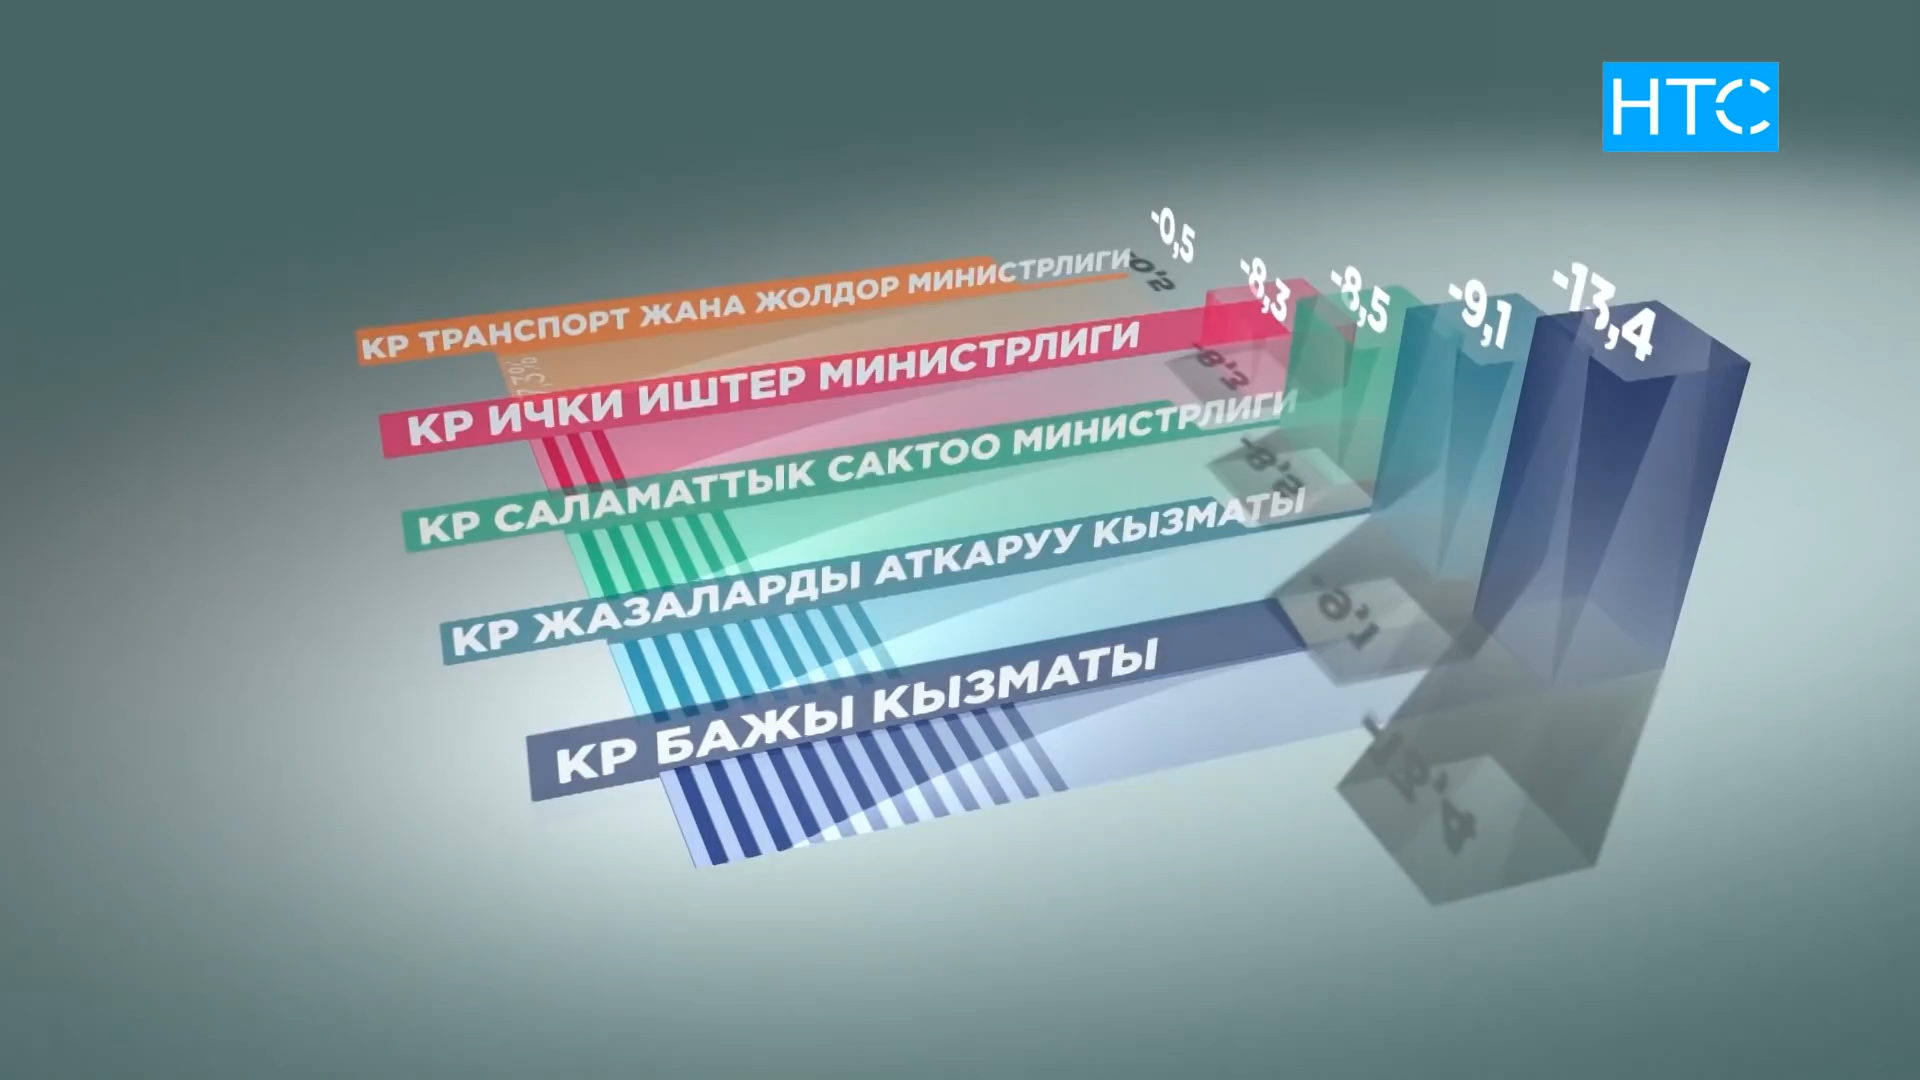 НТС
КР ТРАНСПОРТ ЖАНА ЖОЛДОР МИНИСТРЛИГИ
-0,5
КР ИЧКИ ИШТЕР МИНИСТРЛИГИ
-8,3
КР САЛАМАТТЫК САКТОО МИНИСТРЛИГИ
-8,5
КР ЖАЗАЛАРДЫ АТКАРУУ КЫЗМАТЫ
-9,1
КР БАЖЫ КЫЗМАТЫ
-13,4